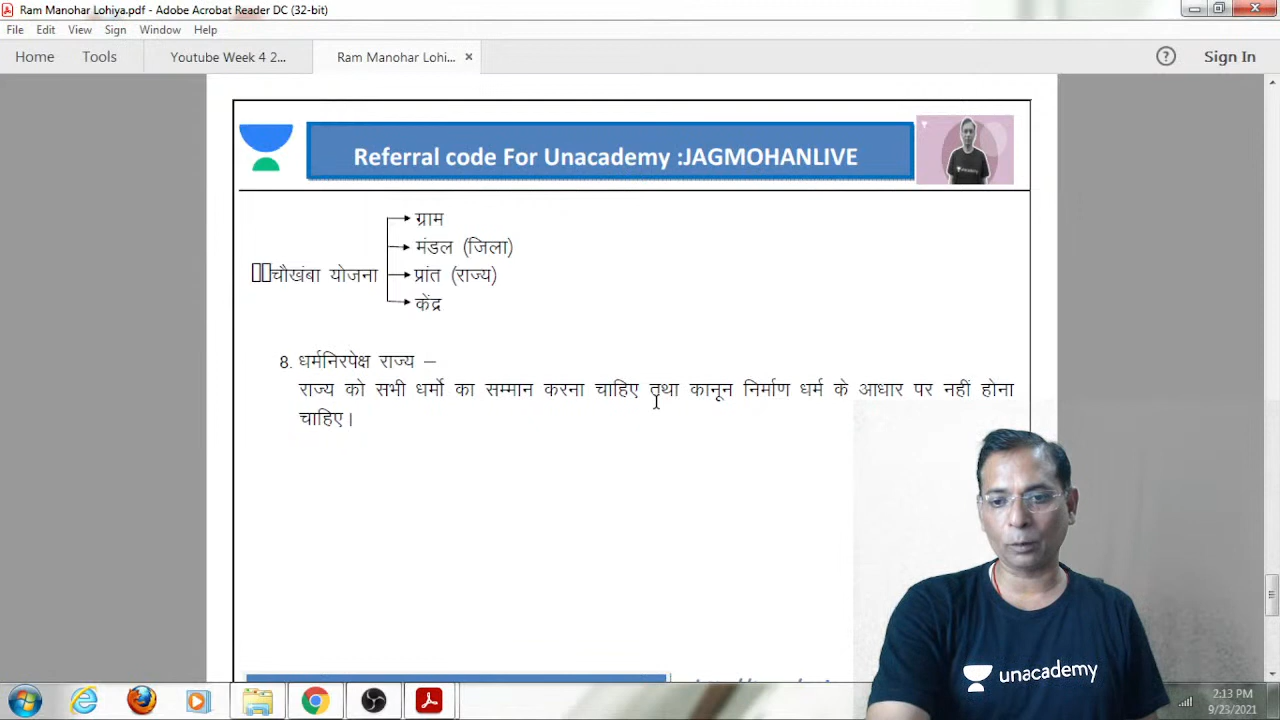 Ram Manohar Lohiya.pdf - Adobe Acrobat Reader DC (32-bit)
File Edit View Sign Window Help
Home Tools Youtube Week 4 2... Ram Manohar Lohi... × ? Sign In
Referral code For Unacademy :JAGMOHANLIVE
ग्राम
मंडल (जिला)
चौखंबा योजना
प्रांत (राज्य)
केंद्र
8. धर्मनिरपेक्ष राज्य –
राज्य को सभी धर्मो का सम्मान करना चाहिए तथा कानून निर्माण धर्म के आधार पर नहीं होना
चाहिए।
unacademy
2:13 PM
9/23/2021